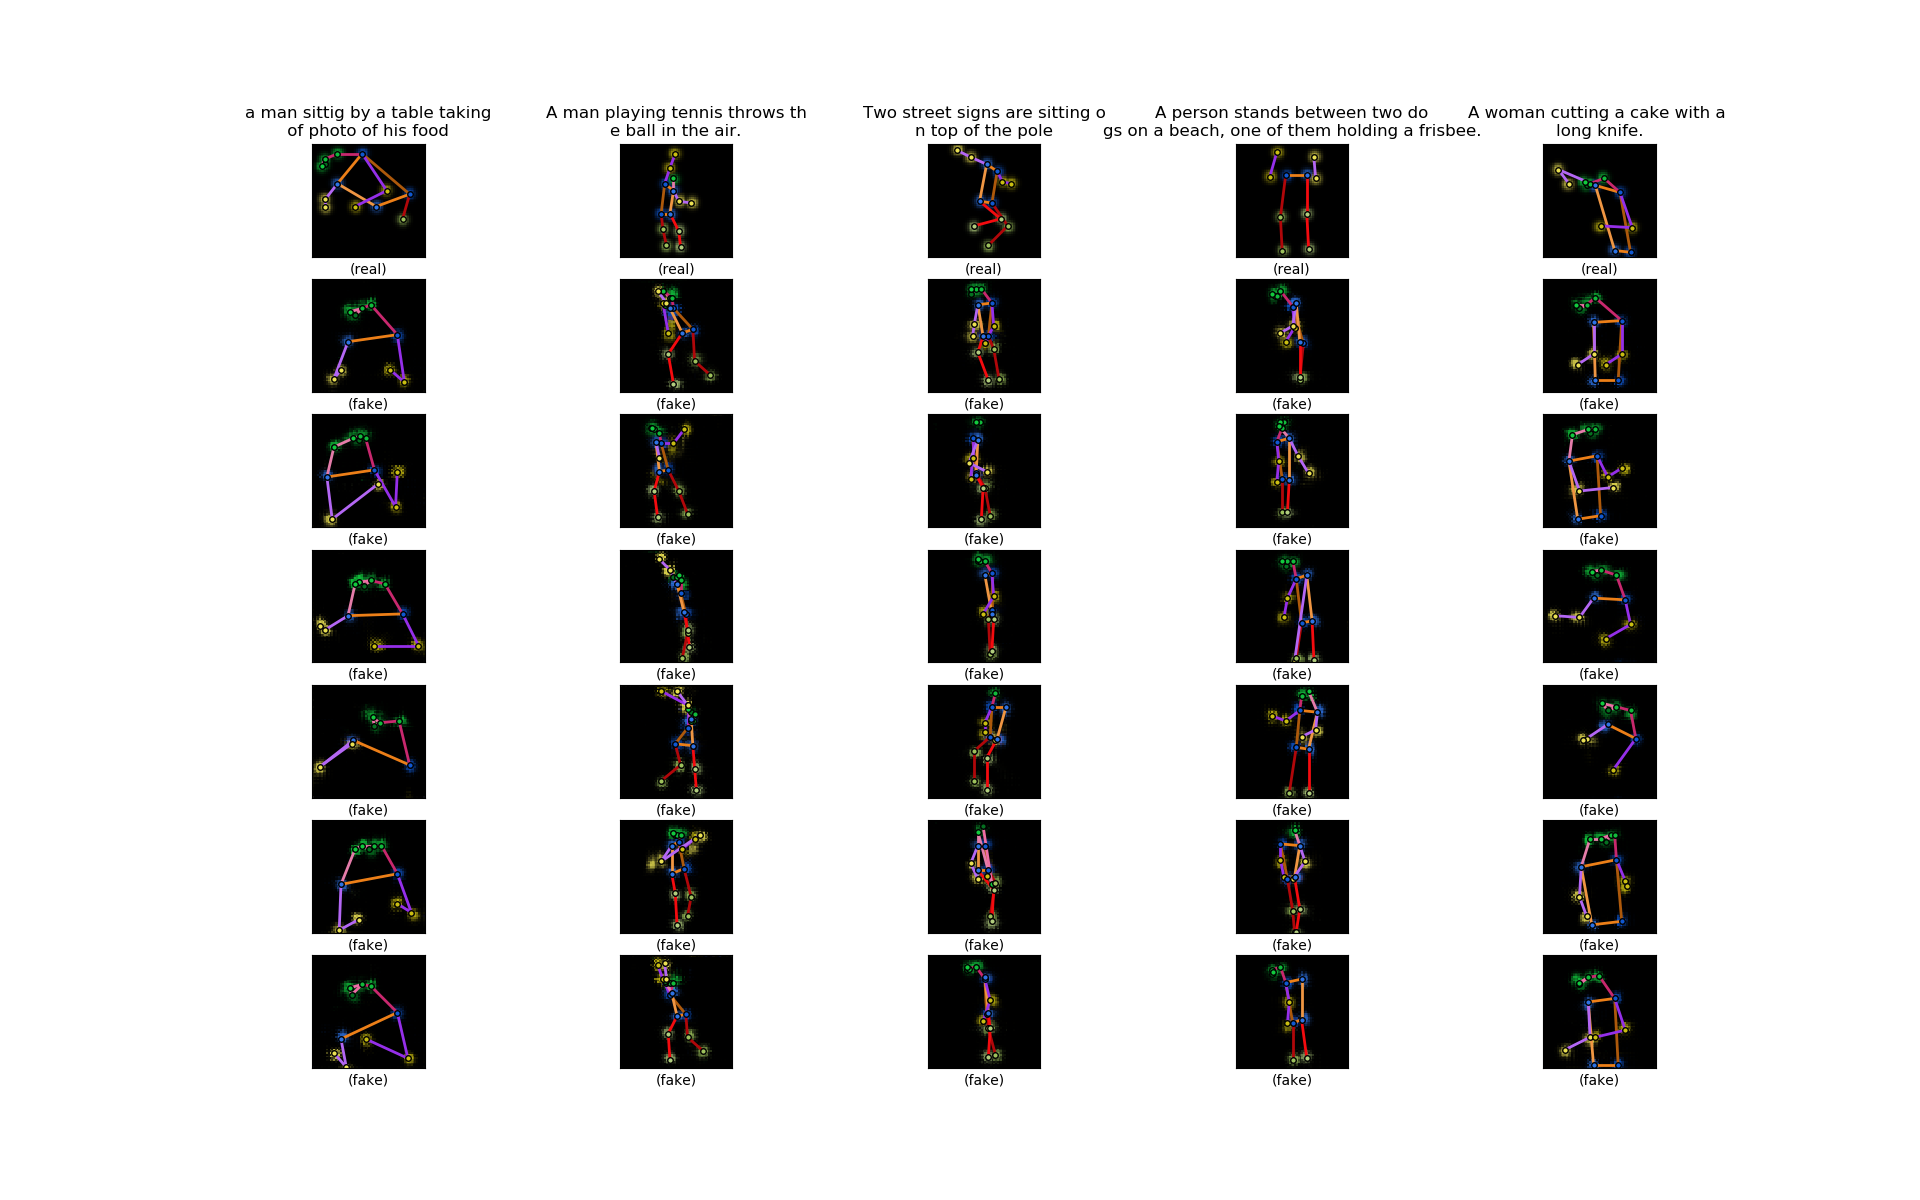 a man sittig by a table taking
of photo of his food
A man playing tennis throws th
e ball in the air.
Two street signs are sitting o
n top of the pole
A person stands between two do
gs on a beach, one of them holding a frisbee.
A woman cutting a cake with a
long knife.
(real) (real) (real) (real) (real)
(fake) (fake) (fake) (fake) (fake)
(fake) (fake) (fake) (fake) (fake)
(fake) (fake) (fake) (fake) (fake)
(fake) (fake) (fake) (fake) (fake)
(fake) (fake) (fake) (fake) (fake)
(fake) (fake) (fake) (fake) (fake)